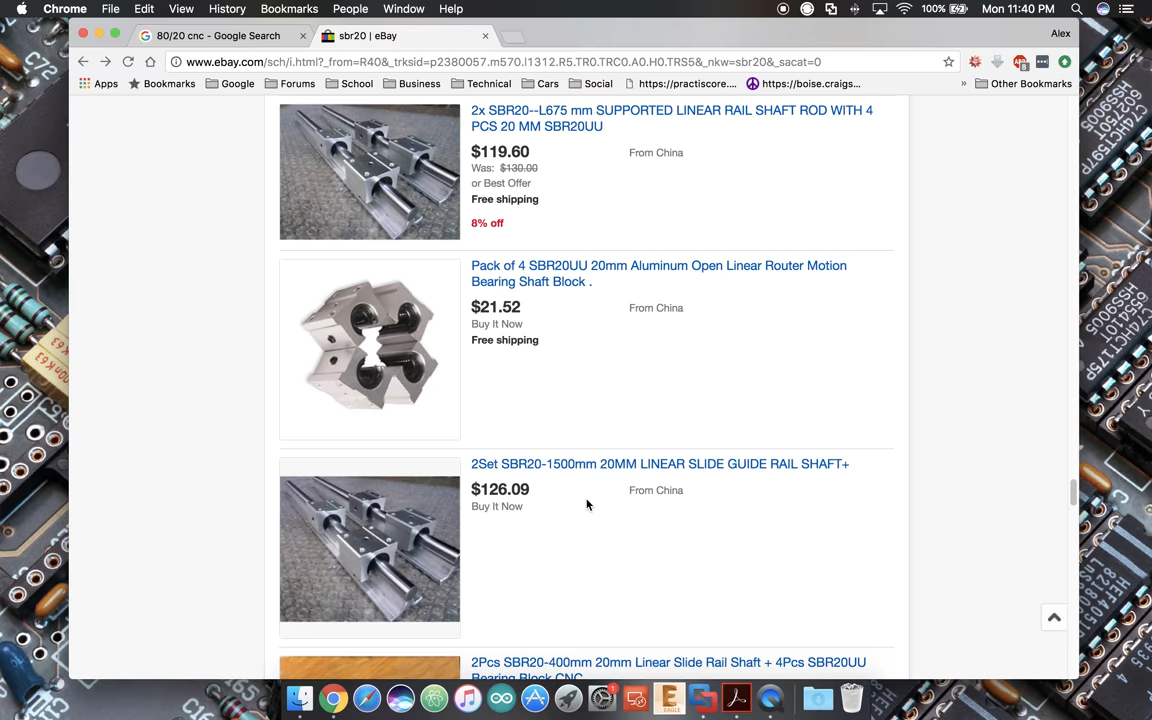 Chrome File Edit View History Bookmarks People Window Help 100% Mon 11:40 PM
80/20 cnc - Google Search × sbr20 | eBay × Alex
www.ebay.com/sch/i.html?_from=R40&_trksid=p2380057.m570.l1312.R5.TR0.TRC0.A0.H0.TRS5&_nkw=sbr20&_sacat=0
Apps Bookmarks Google Forums School Business Technical Cars Social https://practiscore.... https://boise.craigs... » Other Bookmarks
2x SBR20--L675 mm SUPPORTED LINEAR RAIL SHAFT ROD WITH 4
PCS 20 MM SBR20UU
$119.60 From China
Was: $130.00
or Best Offer
Free shipping
8% off
Pack of 4 SBR20UU 20mm Aluminum Open Linear Router Motion
Bearing Shaft Block .
$21.52 From China
Buy It Now
Free shipping
2Set SBR20-1500mm 20MM LINEAR SLIDE GUIDE RAIL SHAFT+
$126.09 From China
Buy It Now
2Pcs SBR20-400mm 20mm Linear Slide Rail Shaft + 4Pcs SBR20UU
Bearing Block CNC
EAGLE
C72
HSS9005
C74HCT175P